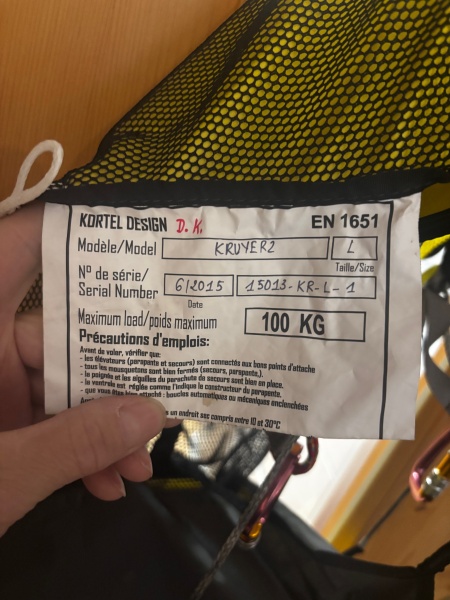 KORTEL DESIGN D.K. EN 1651
Modèle/Model KRUYER2 L
Taille/Size
N° de série/ Serial Number 6/2015 15013-KR-L-1
Date
Maximum load/poids maximum 100 KG
Précautions d'emplois:
Avant de voler, vérifier que:
- les élévateurs (parapente et secours) sont connectés aux bons points d'attache
- tous les mousquetons sont bien fermés (secours, parapente,).
- la poignée et les aiguilles du parachute de secours sont bien en place.
- la ventrale est réglée comme l'indique le constructeur du parapente.
- que vous êtes bien attaché : boucles automatiques ou mécaniques enclenchées
un endroit sec compris entre 10 et 30°C